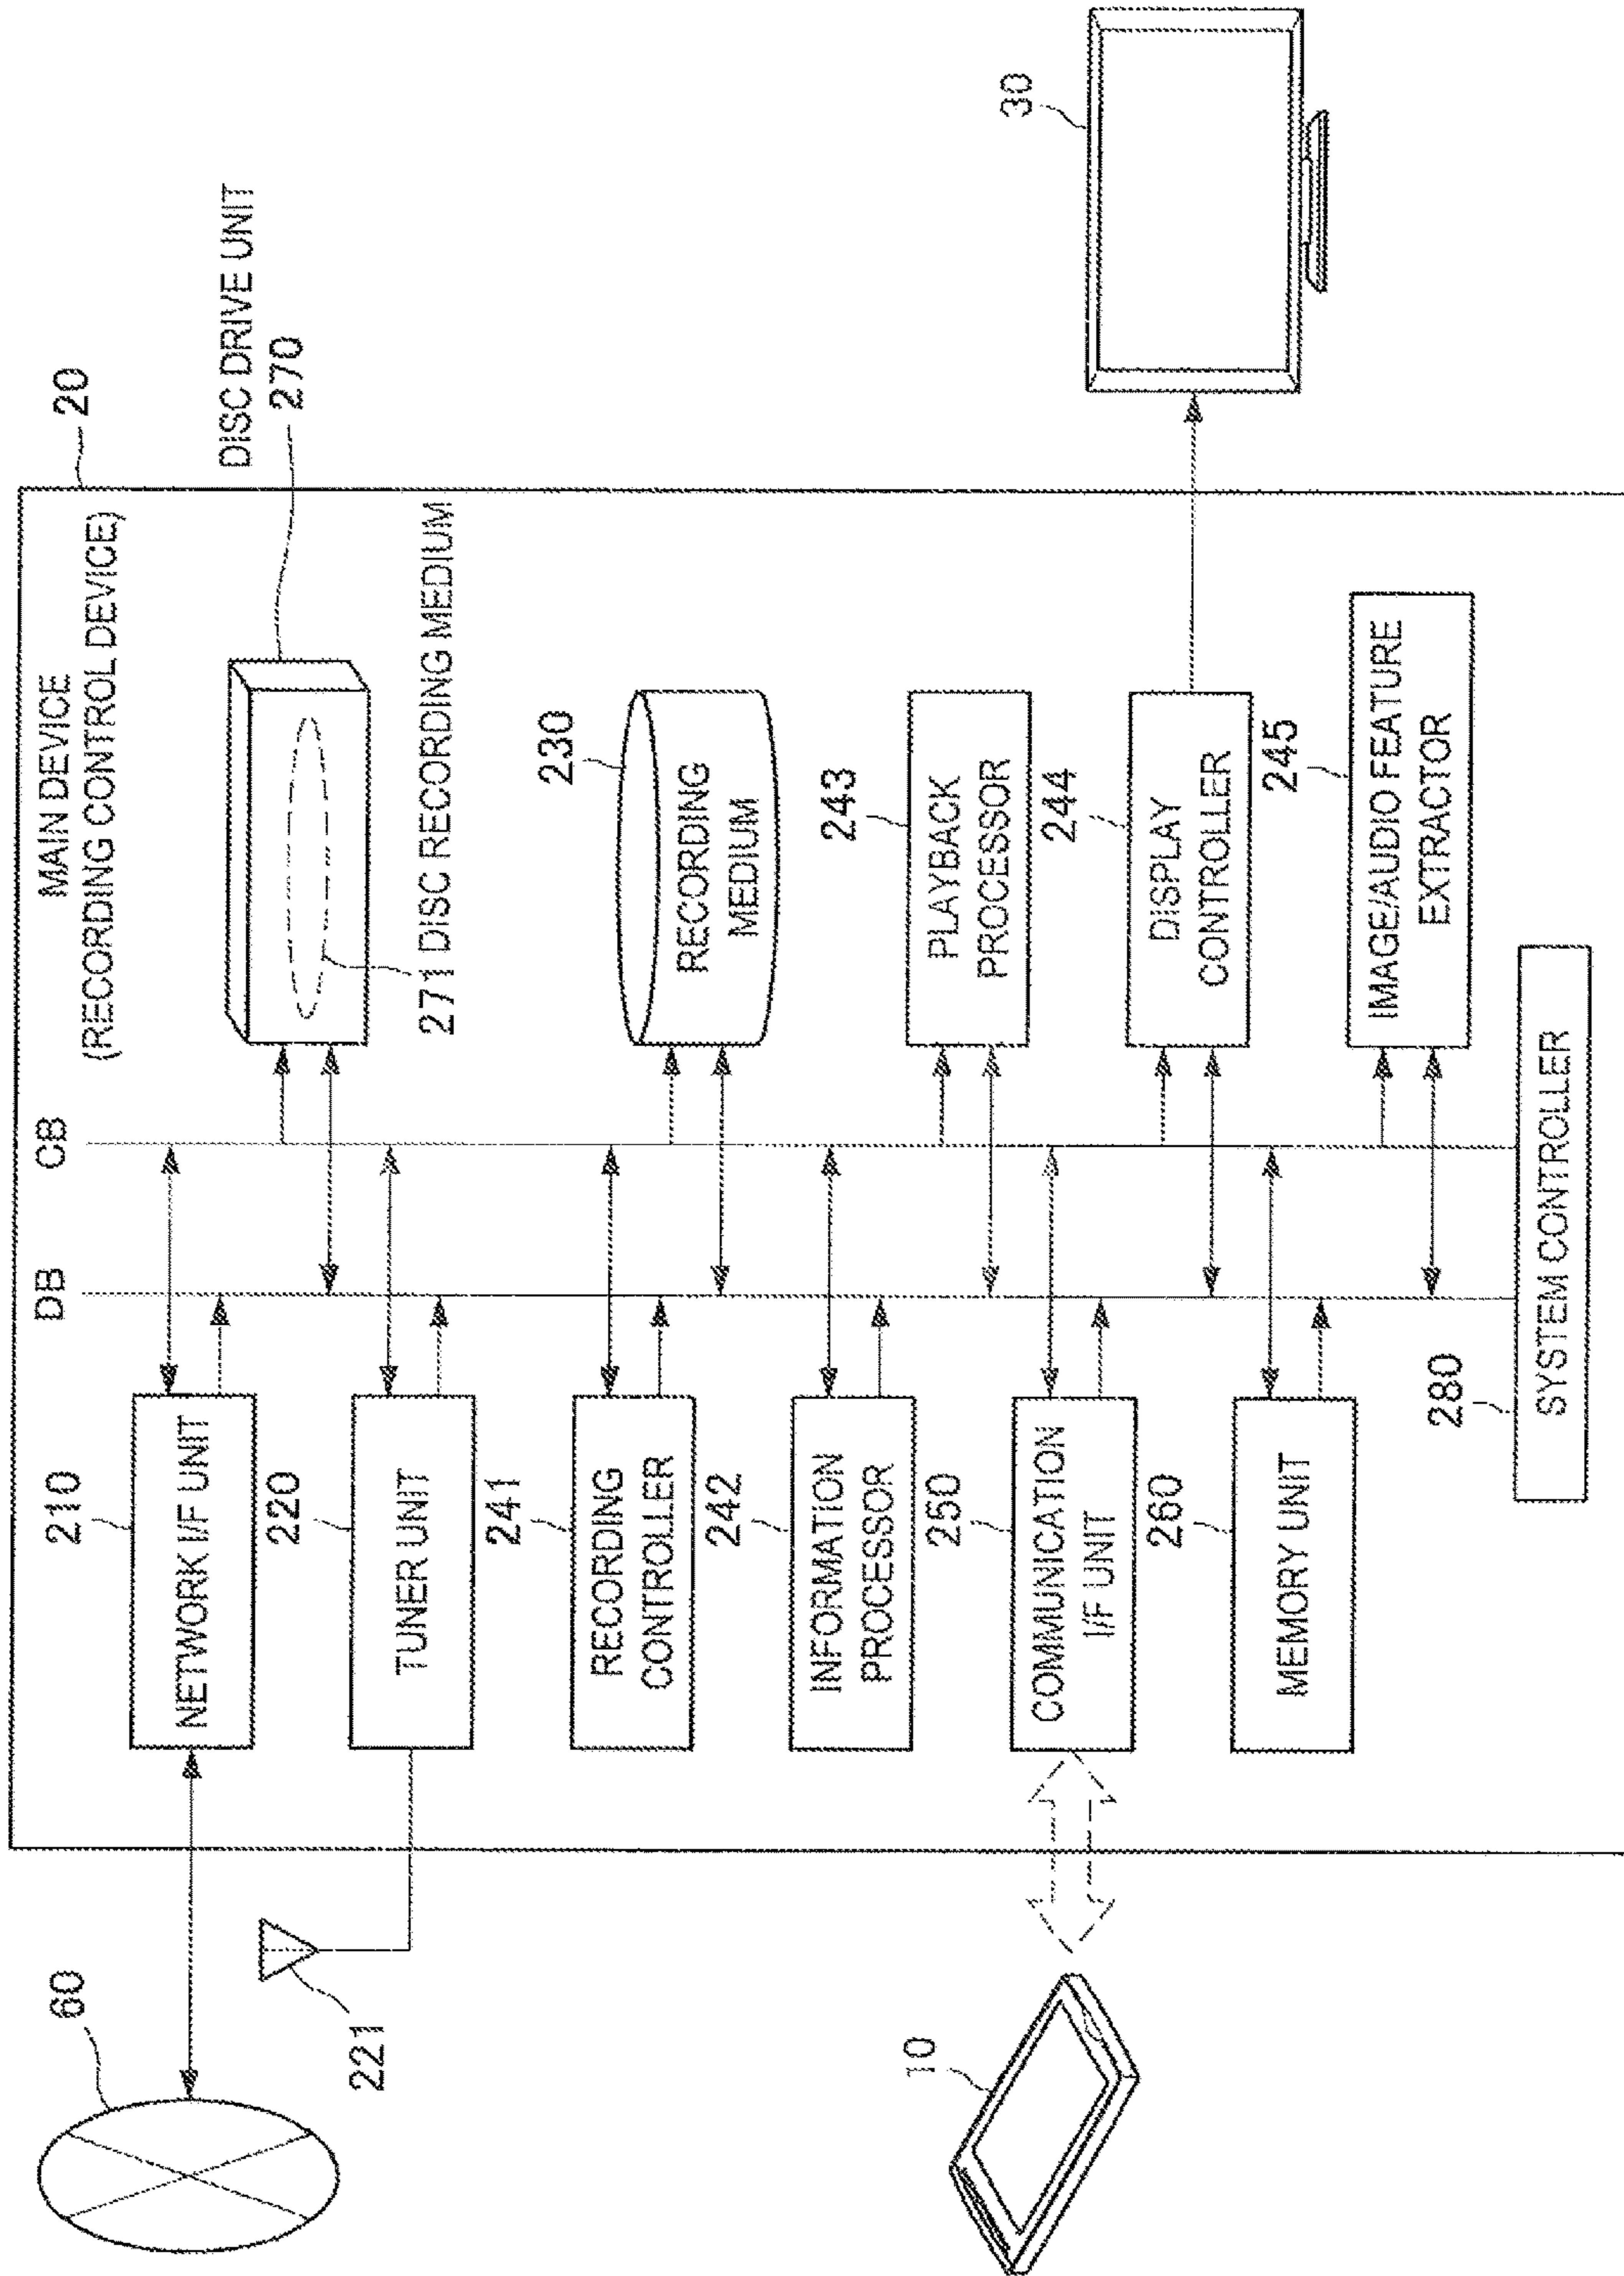 MAIN DEVICE
(RECORDING CONTROL DEVICE)
20
DB
CB
60
210
NETWORK I/F UNIT
DISC DRIVE UNIT
270
271 DISC RECORDING MEDIUM
221
220
TUNER UNIT
241
RECORDING
CONTROLLER
230
RECORDING
MEDIUM
242
INFORMATION
PROCESSOR
243
PLAYBACK
PROCESSOR
10
250
COMMUNICATION
I/F UNIT
244
DISPLAY
CONTROLLER
30
260
MEMORY UNIT
245
IMAGE/AUDIO FEATURE
EXTRACTOR
280
SYSTEM CONTROLLER